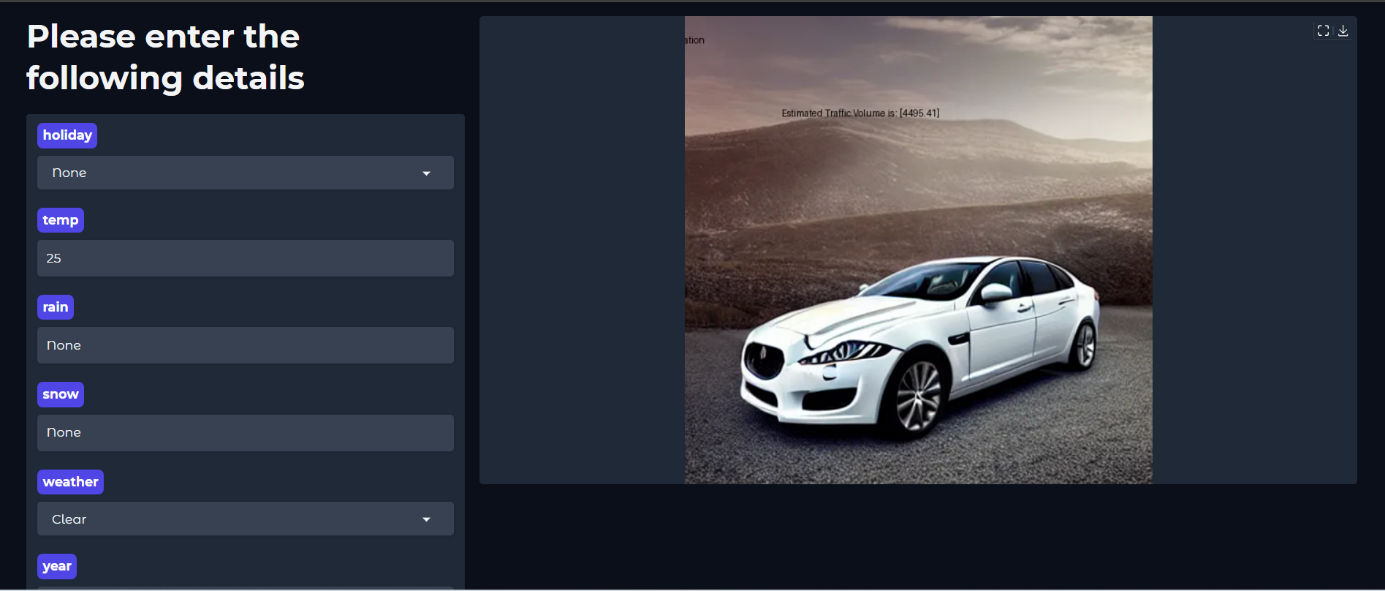 Please enter the
following details
holiday
None
temp
25
rain
None
snow
None
weather
Clear
year
ation
Estimated Traffic Volume is: [4495.41]